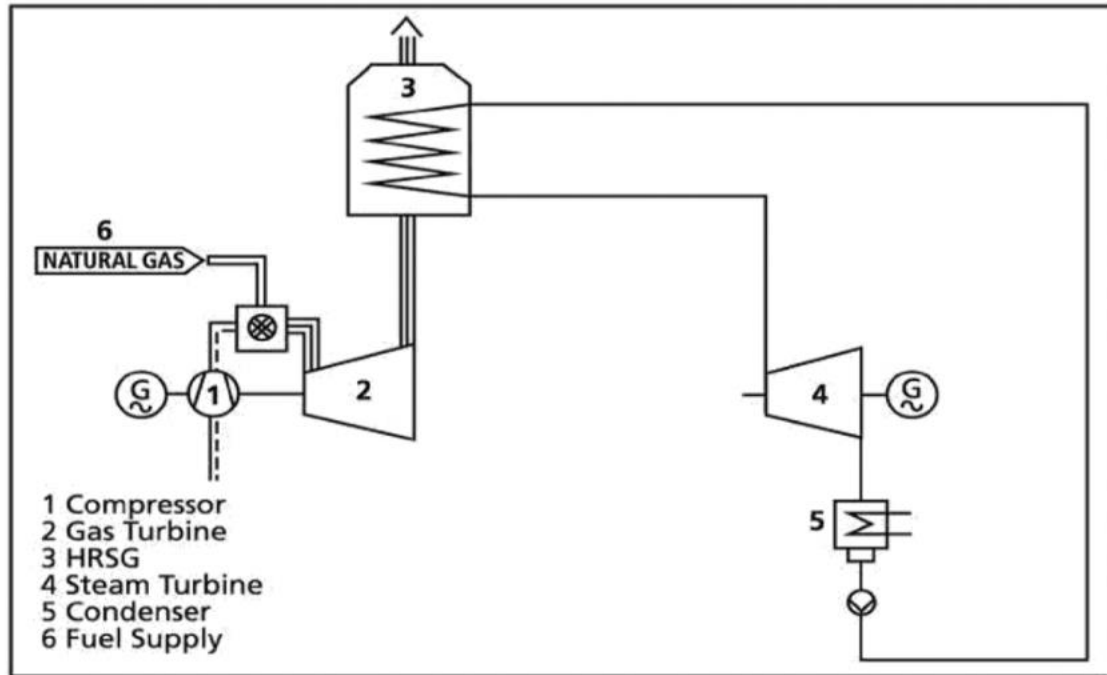 3
6
NATURAL GAS
G
1
2
4
G
5
1 Compressor
2 Gas Turbine
3 HRSG
4 Steam Turbine
5 Condenser
6 Fuel Supply